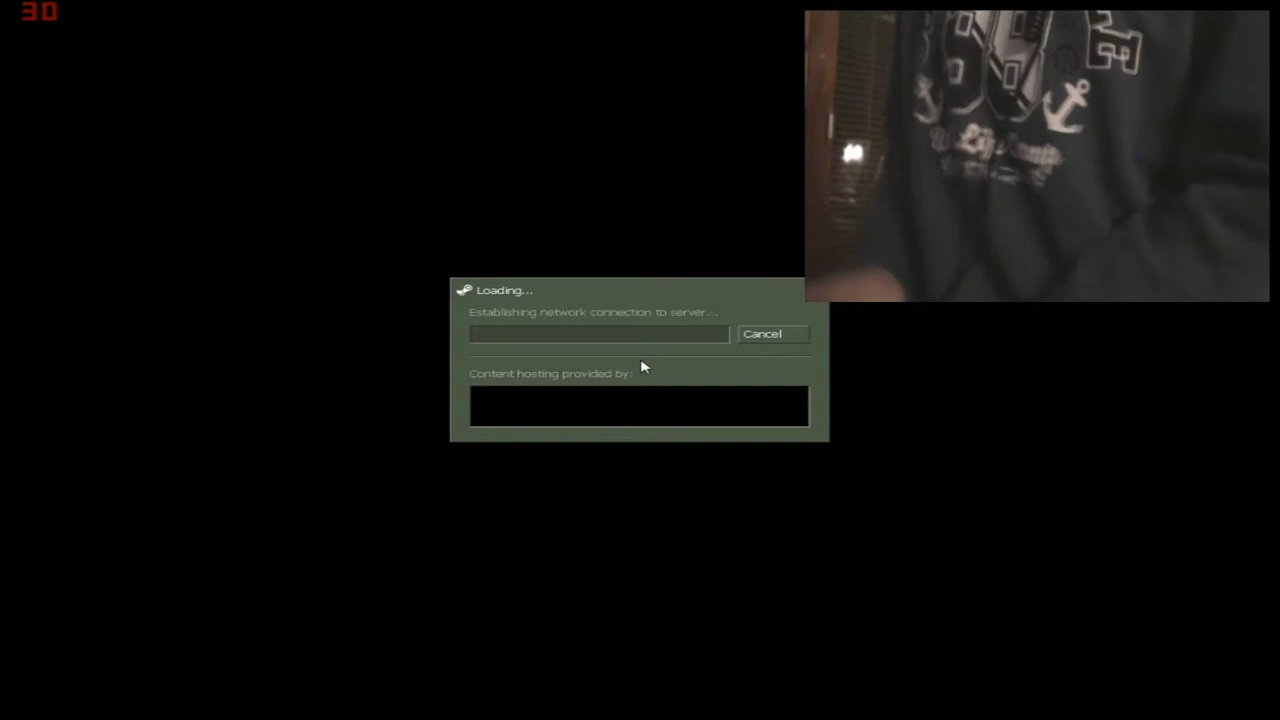 30
Loading...
Establishing network connection to server...
Cancel
Content hosting provided by: